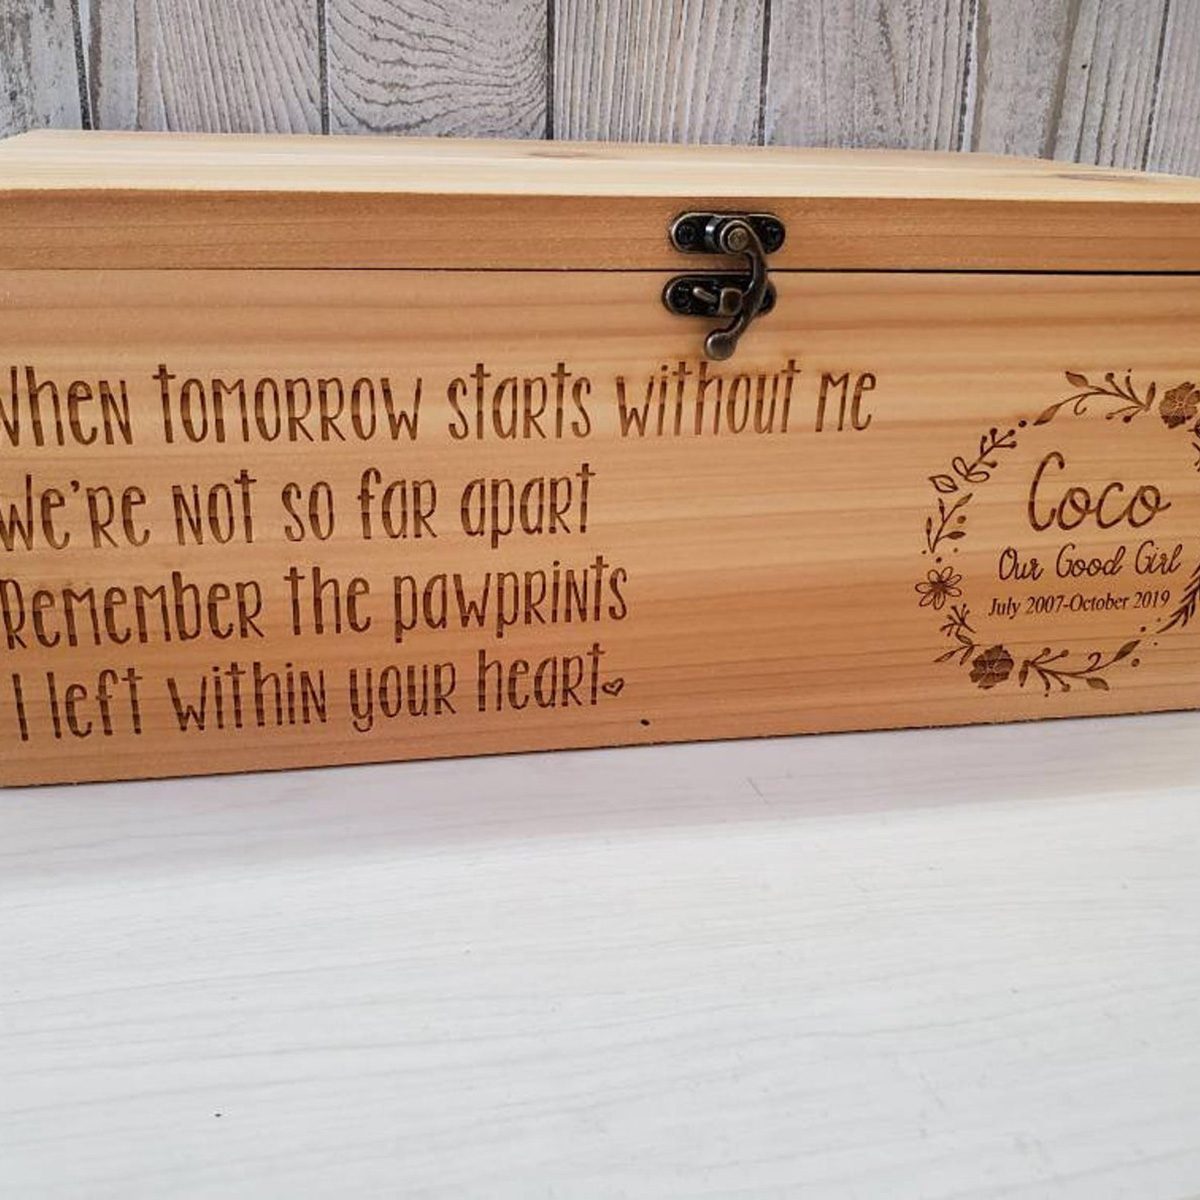 When tomorrow starts without me
We're not so far apart
Remember the pawprints
I left within your heart
Coco
Our Good Girl
July 2007-October 2019